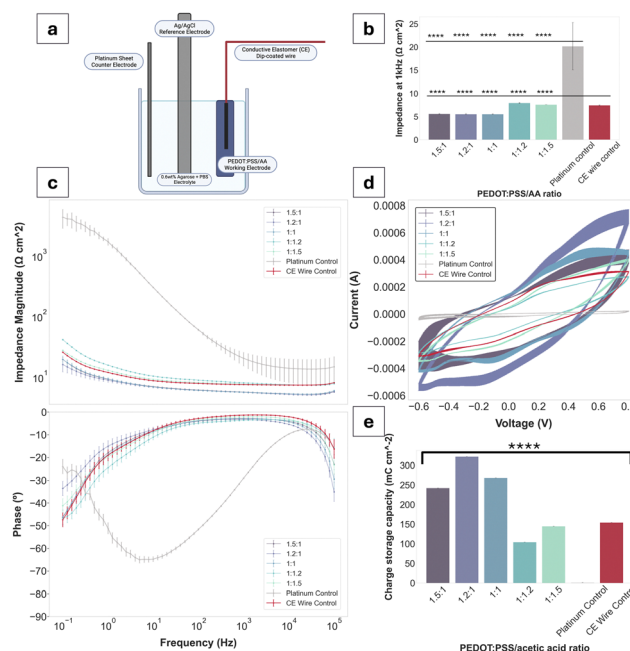 a
Ag/AgCl
Reference Electrode
Platinum Sheet
Counter Electrode
Conductive Elastomer (CE)
Dip-coated wire
PEDOT:PSS/AA
Working Electrode
0.6wt% Agarose + PBS
Electrolyte
b
Impedance at 1kHz (Ω cm^2)
25
20
15
10
5
0
**** **** **** **** ****
**** **** **** **** ****
1.5:1
1.2:1
1:1
1:1.2
1:1.5
Platinum control
CE Wire control
PEDOT:PSS/AA ratio
c
Impedance Magnitude (Ω cm^2)
10^3
10^2
10^1
1.5:1
1.2:1
1:1
1:1.2
1:1.5
Platinum Control
CE Wire Control
Phase (º)
0
−10
−20
−30
−40
−50
−60
−70
−80
−90
1.5:1
1.2:1
1:1
1:1.2
1:1.5
Platinum Control
CE Wire Control
10^−1
10^0
10^1
10^2
10^3
10^4
10^5
Frequency (Hz)
d
Current (A)
0.0008
0.0006
0.0004
0.0002
0.0000
−0.0002
−0.0004
−0.0006
1.5:1
1.2:1
1:1
1:1.2
1:1.5
Platinum Control
CE Wire Control
−0.6
−0.3
0.0
0.2
0.4
0.6
Voltage (V)
e
****
Charge storage capacity (mC cm^-2)
300
250
200
150
100
50
0
1.5:1
1.2:1
1:1
1:1.2
1:1.5
Platinum Control
CE Wire Control
PEDOT:PSS/acetic acid ratio